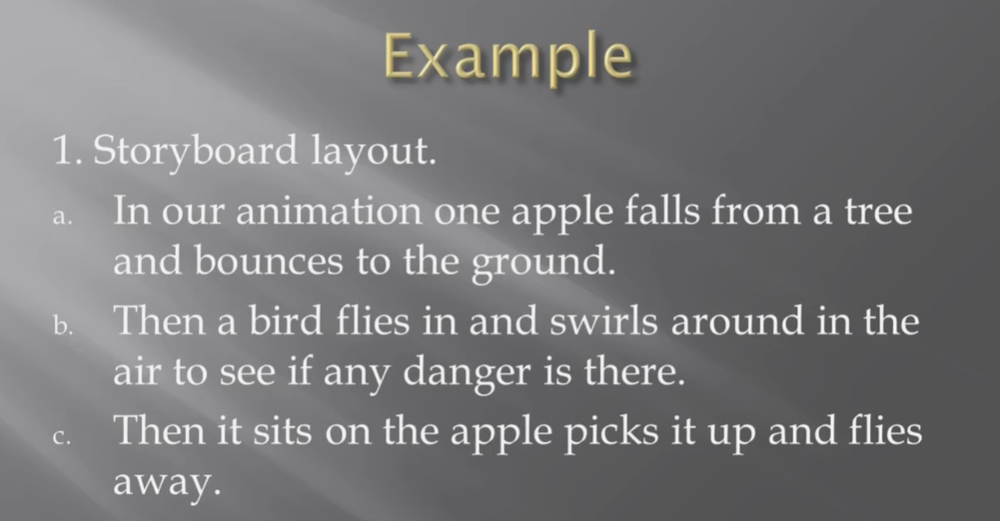 Example
1. Storyboard layout.
a. In our animation one apple falls from a tree
and bounces to the ground.
b. Then a bird flies in and swirls around in the
air to see if any danger is there.
c. Then it sits on the apple picks it up and flies
away.